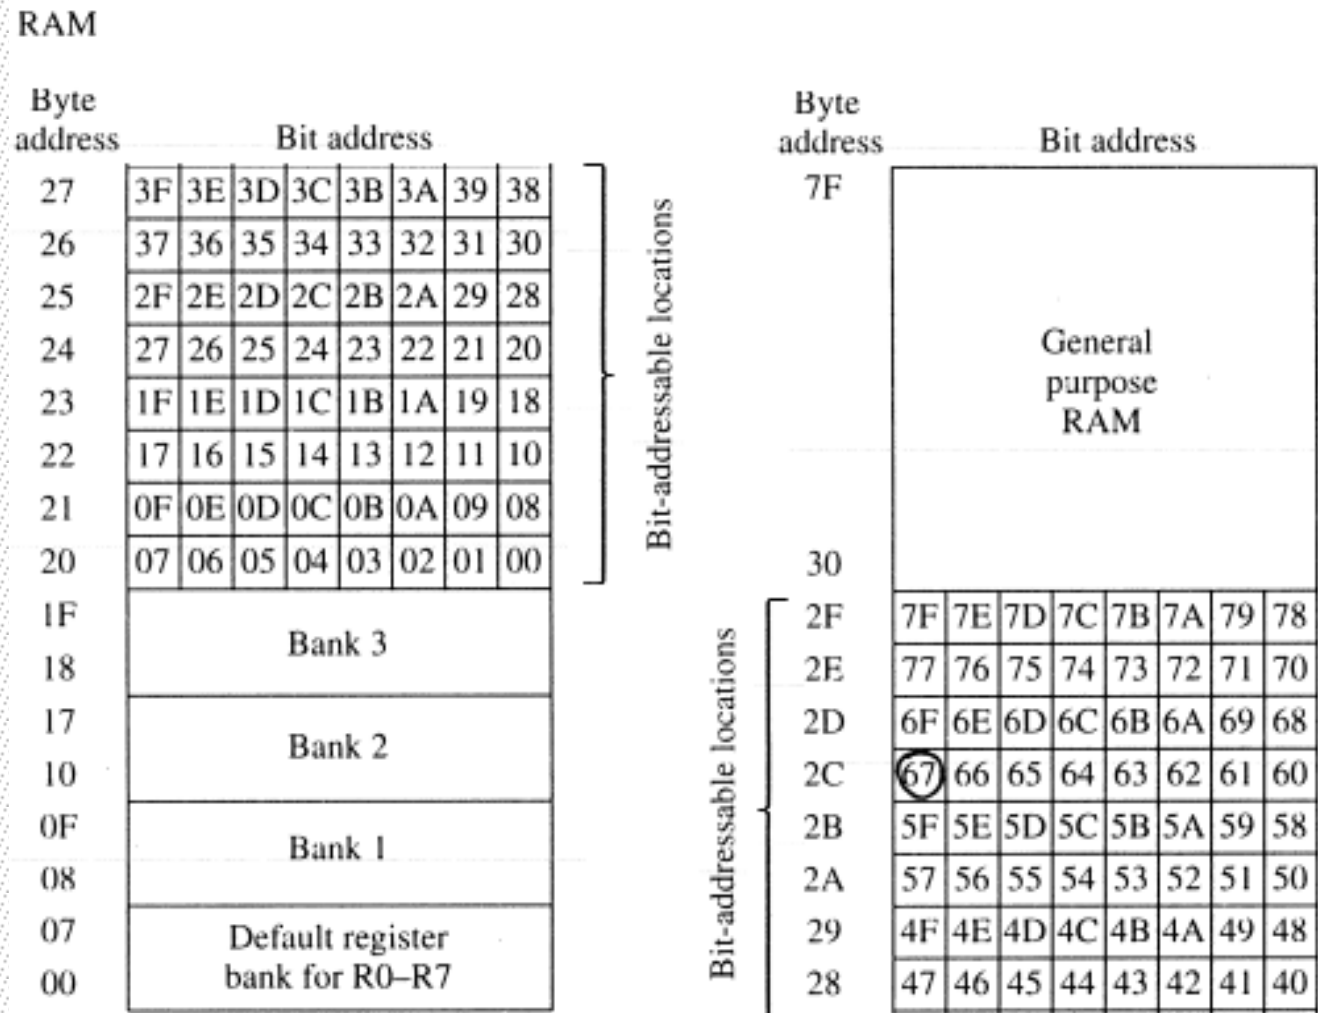 RAM
Byte
address Bit address
27 3F 3E 3D 3C 3B 3A 39 38
26 37 36 35 34 33 32 31 30
25 2F 2E 2D 2C 2B 2A 29 28
24 27 26 25 24 23 22 21 20
23 1F 1E 1D 1C 1B 1A 19 18
22 17 16 15 14 13 12 11 10
21 0F 0E 0D 0C 0B 0A 09 08
20 07 06 05 04 03 02 01 00
Bit-addressable locations
1F
Bank 3
18
17
Bank 2
10
0F
Bank 1
08
07
Default register
bank for R0–R7
00
Byte
address Bit address
7F
General
purpose
RAM
30
2F 7F 7E 7D 7C 7B 7A 79 78
2E 77 76 75 74 73 72 71 70
2D 6F 6E 6D 6C 6B 6A 69 68
2C 67 66 65 64 63 62 61 60
2B 5F 5E 5D 5C 5B 5A 59 58
2A 57 56 55 54 53 52 51 50
29 4F 4E 4D 4C 4B 4A 49 48
28 47 46 45 44 43 42 41 40
Bit-addressable locations